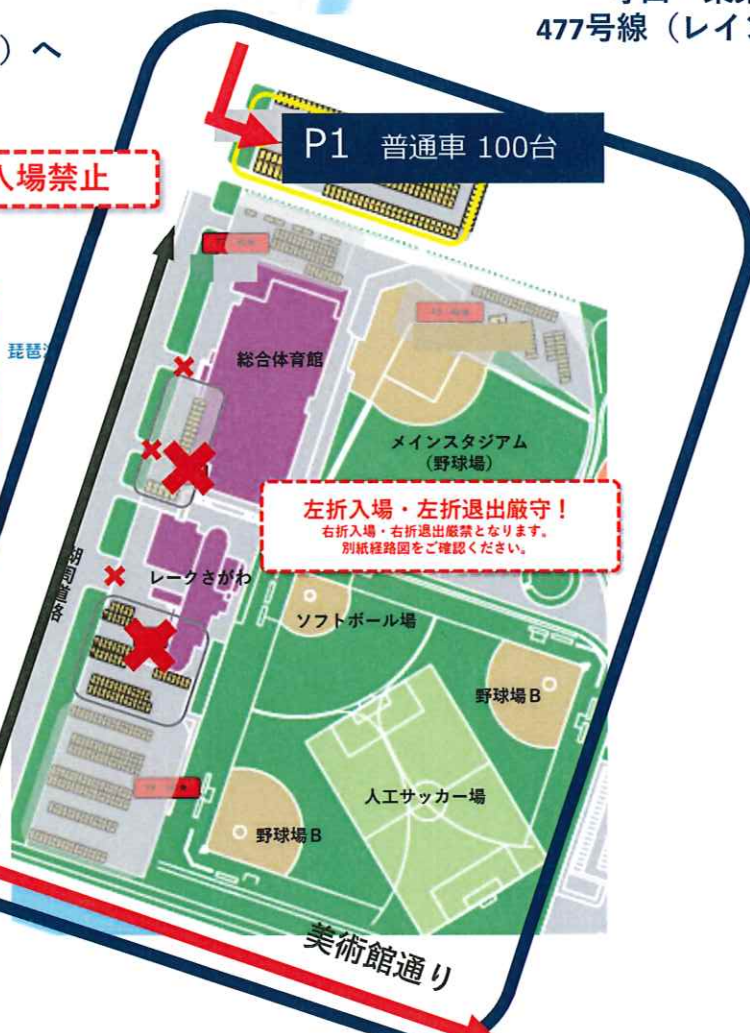 ）へ
477号線（レイ
P1 普通車 100台
入場禁止
琵琶
総合体育館
メインスタジアム
（野球場）
左折入場・左折退出厳守！
右折入場・右折退出厳禁となります。
別紙経路図をご確認ください。
湖周道路
レークさがわ
ソフトボール場
野球場B
人工サッカー場
野球場B
美術館通り